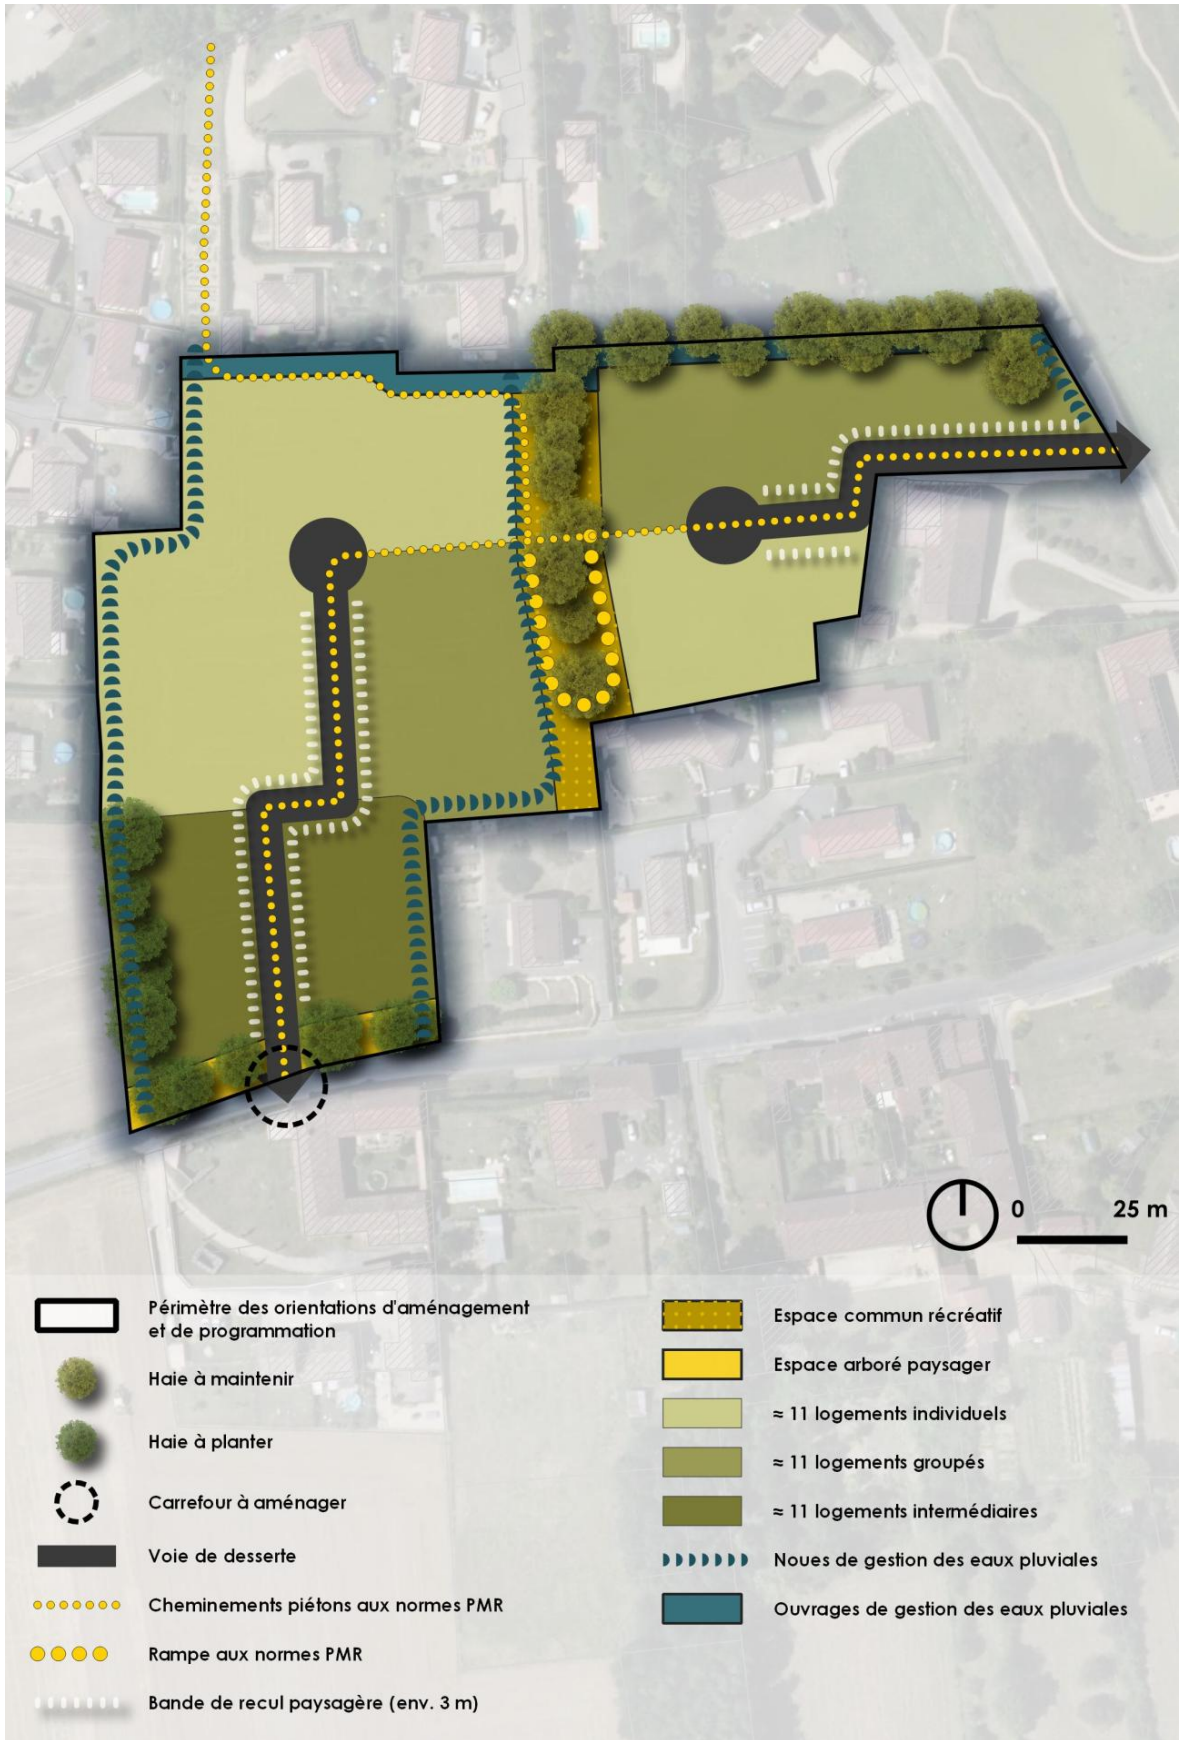 0 25 m
Périmètre des orientations d'aménagement
et de programmation
Haie à maintenir
Haie à planter
Carrefour à aménager
Voie de desserte
Cheminements piétons aux normes PMR
Rampe aux normes PMR
Bande de recul paysagère (env. 3 m)
Espace commun récréatif
Espace arboré paysager
≈ 11 logements individuels
≈ 11 logements groupés
≈ 11 logements intermédiaires
Noues de gestion des eaux pluviales
Ouvrages de gestion des eaux pluviales